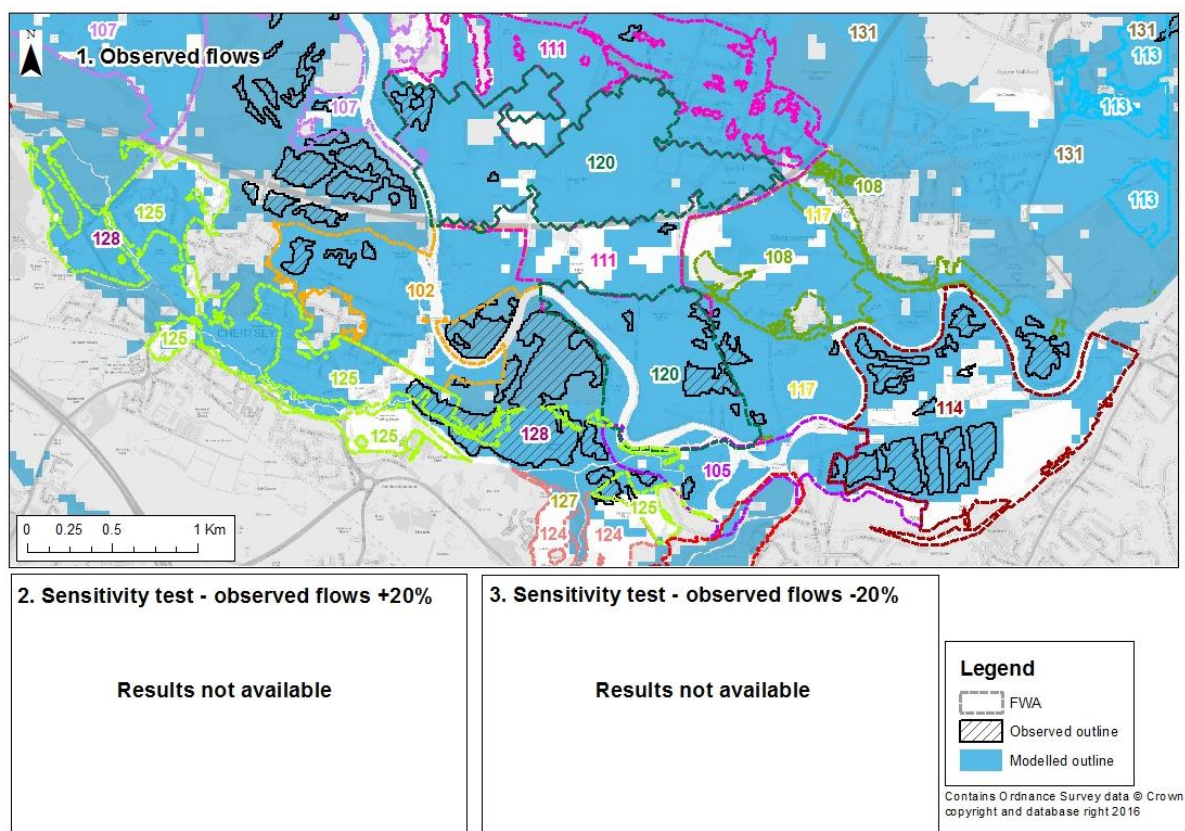 N
1. Observed flows
107
111
131
131
113
113
107
120
131
108
113
125
117
128
108
111
102
CHERTSEY
125
125
120
117
114
125
128
105
127
125
124
124
0 0.25 0.5 1 Km
2. Sensitivity test - observed flows +20%
Results not available
3. Sensitivity test - observed flows -20%
Results not available
Legend
FWA
Observed outline
Modelled outline
Contains Ordnance Survey data © Crown
copyright and database right 2016